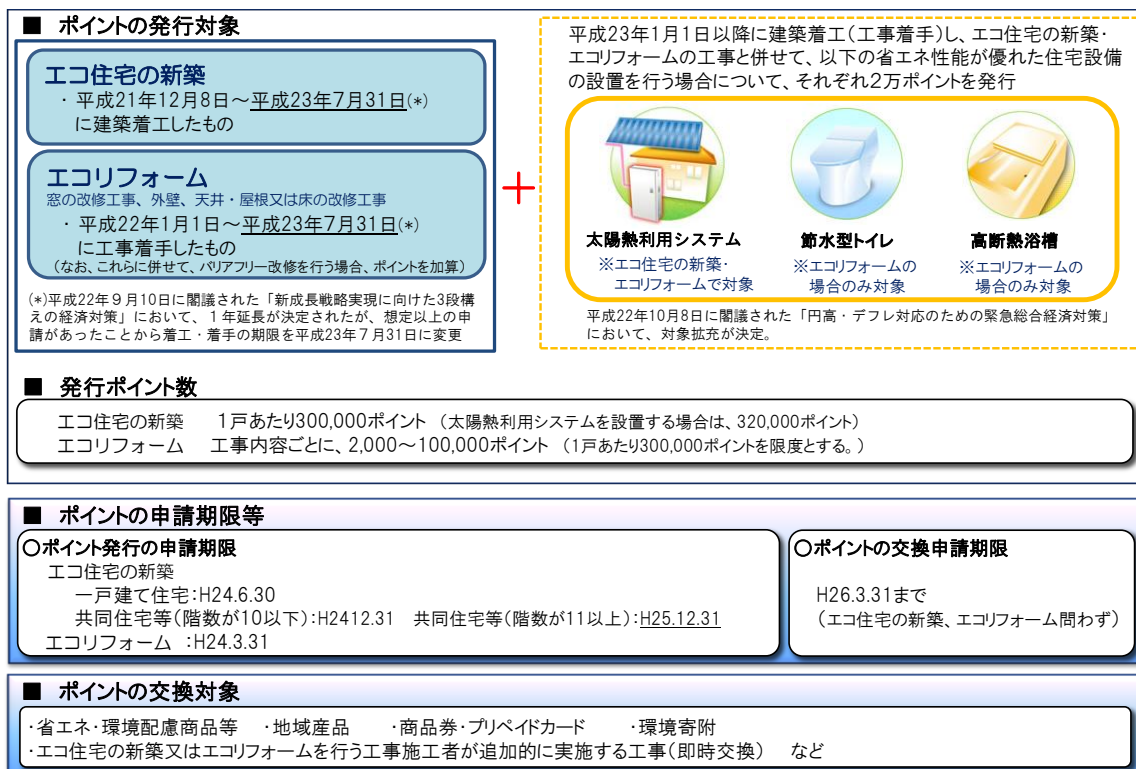 ■ ポイントの発行対象
エコ住宅の新築
・ 平成21年12月8日～平成23年7月31日(*)
に建築着工したもの
エコリフォーム
窓の改修工事、外壁、天井・屋根又は床の改修工事
・ 平成22年1月1日～平成23年7月31日(*)
に工事着手したもの
(なお、これらに併せて、バリアフリー改修を行う場合、ポイントを加算)
(*)平成22年９月10日に閣議された「新成長戦略実現に向けた3段構
えの経済対策」において、１年延長が決定されたが、想定以上の申
請があったことから着工・着手の期限を平成23年７月31日に変更
+
平成23年1月1日以降に建築着工(工事着手)し、エコ住宅の新築・
エコリフォームの工事と併せて、以下の省エネ性能が優れた住宅設備
の設置を行う場合について、それぞれ2万ポイントを発行
太陽熱利用システム
※エコ住宅の新築・
エコリフォームで対象
節水型トイレ
※エコリフォームの
場合のみ対象
高断熱浴槽
※エコリフォームの
場合のみ対象
平成22年10月8日に閣議された「円高・デフレ対応のための緊急総合経済対策」
において、対象拡充が決定。
■ 発行ポイント数
エコ住宅の新築 1戸あたり300,000ポイント (太陽熱利用システムを設置する場合は、320,000ポイント)
エコリフォーム 工事内容ごとに、2,000～100,000ポイント (1戸あたり300,000ポイントを限度とする。)
■ ポイントの申請期限等
○ポイント発行の申請期限
エコ住宅の新築
一戸建て住宅:H24.6.30
共同住宅等(階数が10以下):H2412.31 共同住宅等(階数が11以上):H25.12.31
エコリフォーム :H24.3.31
○ポイントの交換申請期限
H26.3.31まで
(エコ住宅の新築、エコリフォーム問わず)
■ ポイントの交換対象
・省エネ・環境配慮商品等 ・地域産品 ・商品券・プリペイドカード ・環境寄附
・エコ住宅の新築又はエコリフォームを行う工事施工者が追加的に実施する工事(即時交換) など